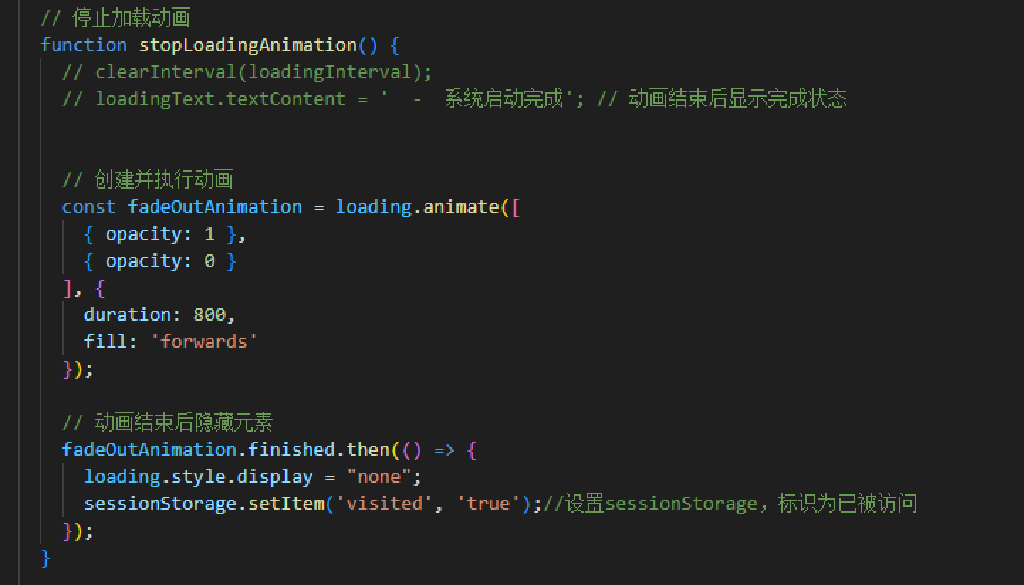 // 停止加载动画
function stopLoadingAnimation() {
// clearInterval(loadingInterval);
// loadingText.textContent = '  -  系统启动完成'; // 动画结束后显示完成状态
// 创建并执行动画
const fadeOutAnimation = loading.animate([
{ opacity: 1 },
{ opacity: 0 }
], {
duration: 800,
fill: 'forwards'
});
// 动画结束后隐藏元素
fadeOutAnimation.finished.then(() => {
loading.style.display = "none";
sessionStorage.setItem('visited', 'true');//设置sessionStorage，标识为已被访问
});
}